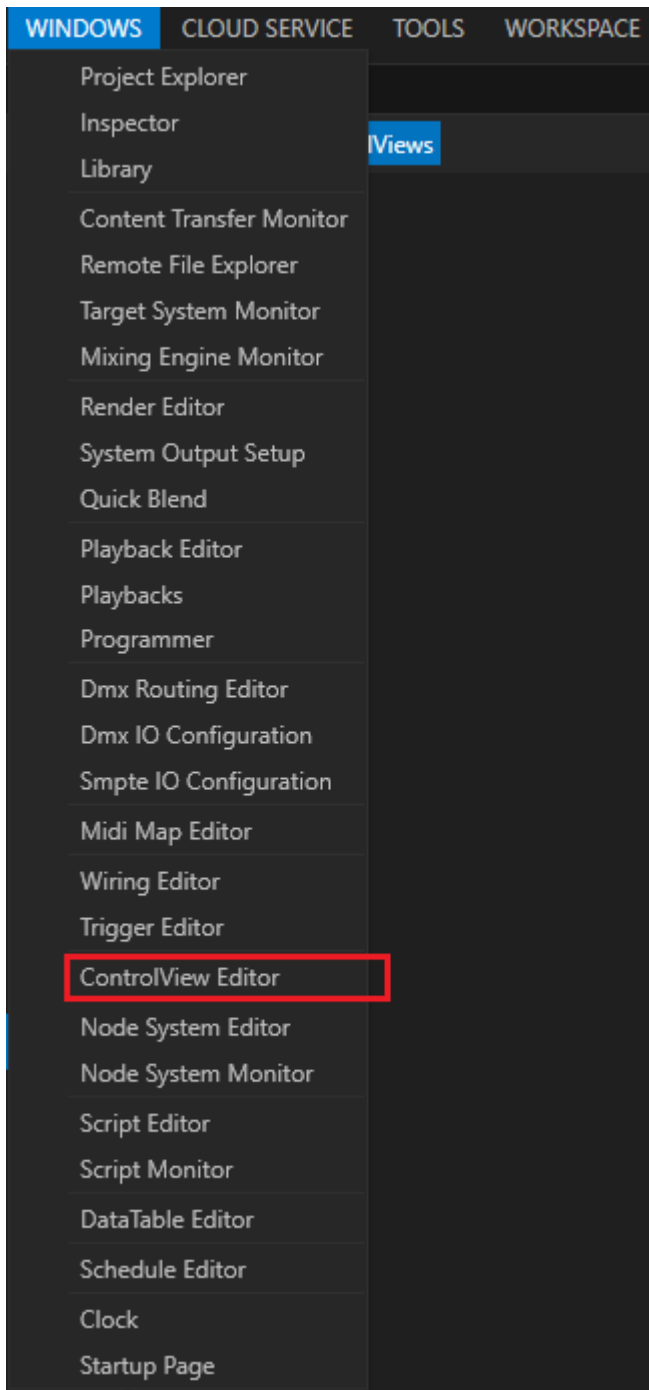 WINDOWS CLOUD SERVICE TOOLS WORKSPACE
Project Explorer
Inspector
lViews
Library
Content Transfer Monitor
Remote File Explorer
Target System Monitor
Mixing Engine Monitor
Render Editor
System Output Setup
Quick Blend
Playback Editor
Playbacks
Programmer
Dmx Routing Editor
Dmx IO Configuration
Smpte IO Configuration
Midi Map Editor
Wiring Editor
Trigger Editor
ControlView Editor
Node System Editor
Node System Monitor
Script Editor
Script Monitor
DataTable Editor
Schedule Editor
Clock
Startup Page